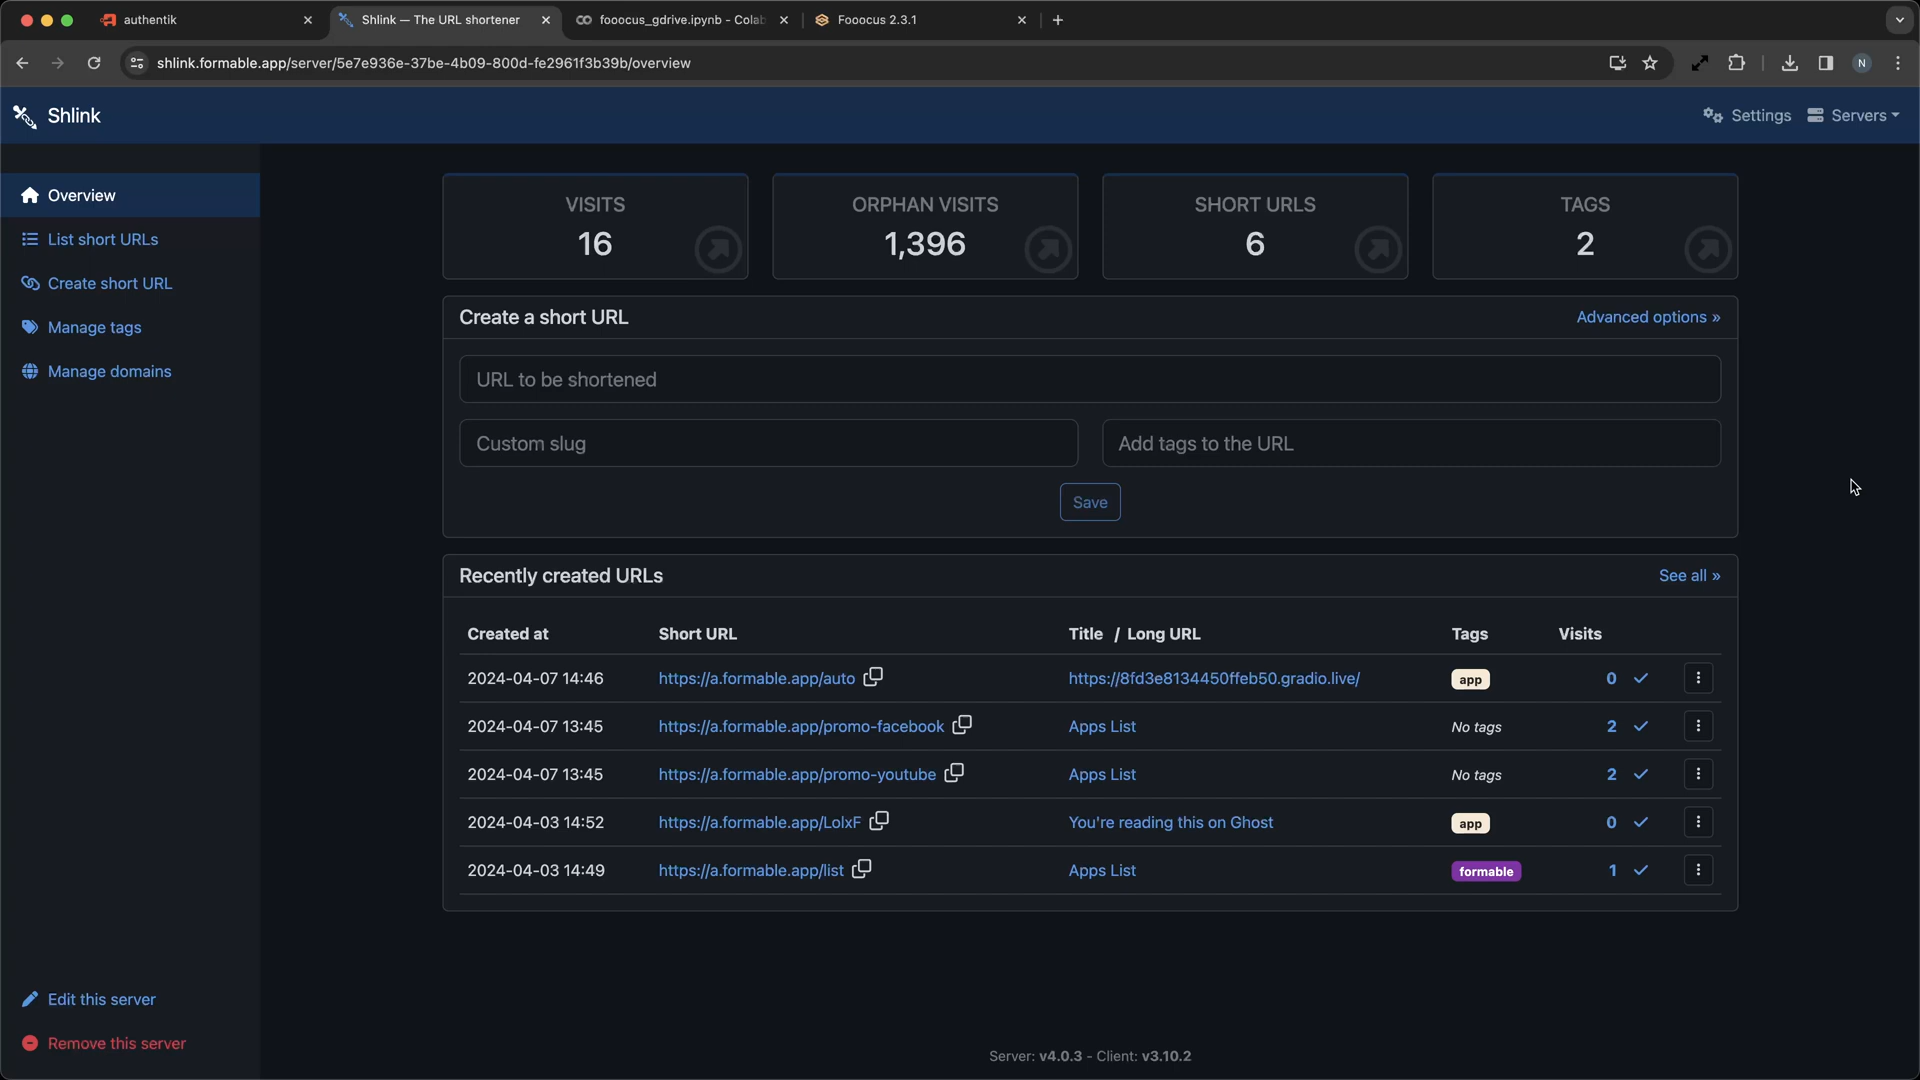 authentik
Shlink — The URL shortener
fooocus_gdrive.ipynb - Colab
Fooocus 2.3.1
shlink.formable.app/server/5e7e936e-37be-4b09-800d-fe2961f3b39b/overview
N
Shlink
Settings
Servers
Overview
List short URLs
Create short URL
Manage tags
Manage domains
VISITS
16
ORPHAN VISITS
1,396
SHORT URLS
6
TAGS
2
Create a short URL
Advanced options »
URL to be shortened
Custom slug
Add tags to the URL
Save
Recently created URLs
See all »
Created at Short URL Title / Long URL Tags Visits
2024-04-07 14:46 https://a.formable.app/auto https://8fd3e8134450ffeb50.gradio.live/ app 0
2024-04-07 13:45 https://a.formable.app/promo-facebook Apps List No tags 2
2024-04-07 13:45 https://a.formable.app/promo-youtube Apps List No tags 2
2024-04-03 14:52 https://a.formable.app/LolxF You're reading this on Ghost app 0
2024-04-03 14:49 https://a.formable.app/list Apps List formable 1
Edit this server
Remove this server
Server: v4.0.3 - Client: v3.10.2